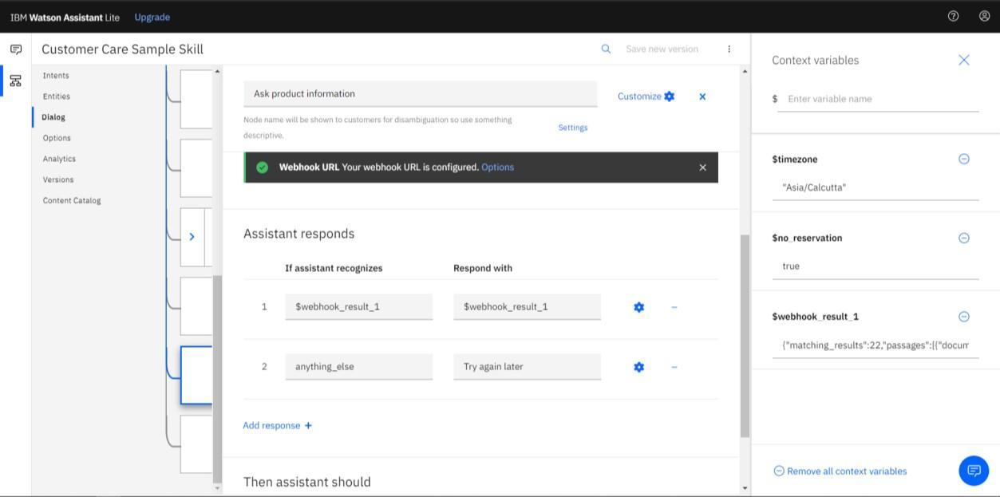 IBM Watson Assistant Lite
Upgrade
Customer Care Sample Skill
Save new version
Intents
Entities
Dialog
Options
Analytics
Versions
Content Catalog
Ask product information
Customize
Node name will be shown to customers for disambiguation so use something
descriptive.
Settings
Webhook URL Your webhook URL is configured. Options
Assistant responds
If assistant recognizes
Respond with
1
$webhook_result_1
$webhook_result_1
2
anything_else
Try again later
Add response +
Then assistant should
Context variables
$ Enter variable name
$timezone
"Asia/Calcutta"
$no_reservation
true
$webhook_result_1
{"matching_results":22,"passages":[{"docum
Remove all context variables